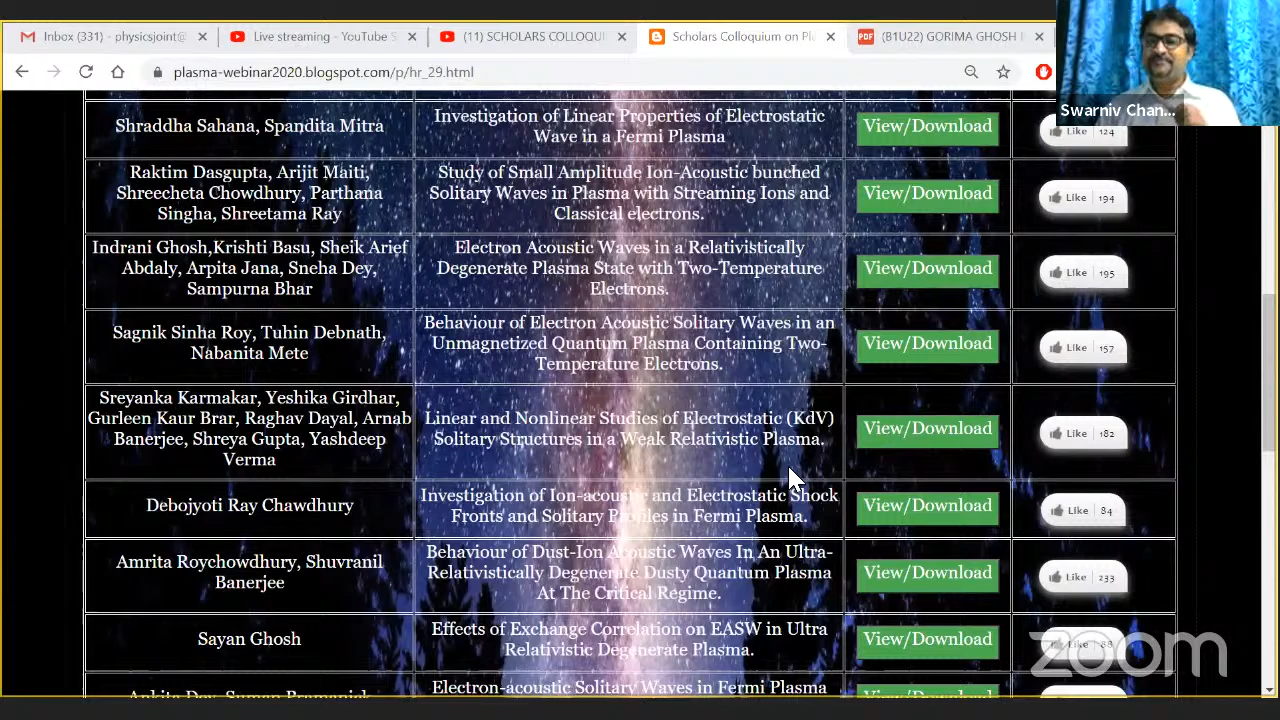 Inbox (331) - physicsjoint@
Live streaming - YouTube S
(11) SCHOLARS COLLOQUI
Scholars Colloquium on Pl
PDF
(B1U22) GORIMA GHOSH
plasma-webinar2020.blogspot.com/p/hr_29.html
Swarniv Chan...
Shraddha Sahana, Spandita Mitra
Investigation of Linear Properties of Electrostatic
Wave in a Fermi Plasma
View/Download
Like 124
Raktim Dasgupta, Arijit Maiti,
Shreecheta Chowdhury, Parthana
Singha, Shreetama Ray
Study of Small Amplitude Ion-Acoustic bunched
Solitary Waves in Plasma with Streaming Ions and
Classical electrons.
View/Download
Like 194
Indrani Ghosh,Krishti Basu, Sheik Arief
Abdaly, Arpita Jana, Sneha Dey,
Sampurna Bhar
Electron Acoustic Waves in a Relativistically
Degenerate Plasma State with Two-Temperature
Electrons.
View/Download
Like 195
Sagnik Sinha Roy, Tuhin Debnath,
Nabanita Mete
Behaviour of Electron Acoustic Solitary Waves in an
Unmagnetized Quantum Plasma Containing Two-
Temperature Electrons.
View/Download
Like 157
Sreyanka Karmakar, Yeshika Girdhar,
Gurleen Kaur Brar, Raghav Dayal, Arnab
Banerjee, Shreya Gupta, Yashdeep
Verma
Linear and Nonlinear Studies of Electrostatic (KdV)
Solitary Structures in a Weak Relativistic Plasma.
View/Download
Like 182
Debojyoti Ray Chawdhury
Investigation of Ion-acoustic and Electrostatic Shock
Fronts and Solitary Profiles in Fermi Plasma.
View/Download
Like 84
Amrita Roychowdhury, Shuvranil
Banerjee
Behaviour of Dust-Ion Acoustic Waves In An Ultra-
Relativistically Degenerate Dusty Quantum Plasma
At The Critical Regime.
View/Download
Like 233
Sayan Ghosh
Effects of Exchange Correlation on EASW in Ultra
Relativistic Degenerate Plasma.
View/Download
Like 88
zoom
Ankita Dey, Suman Pramanick
Electron-acoustic Solitary Waves in Fermi Plasma
View/Download